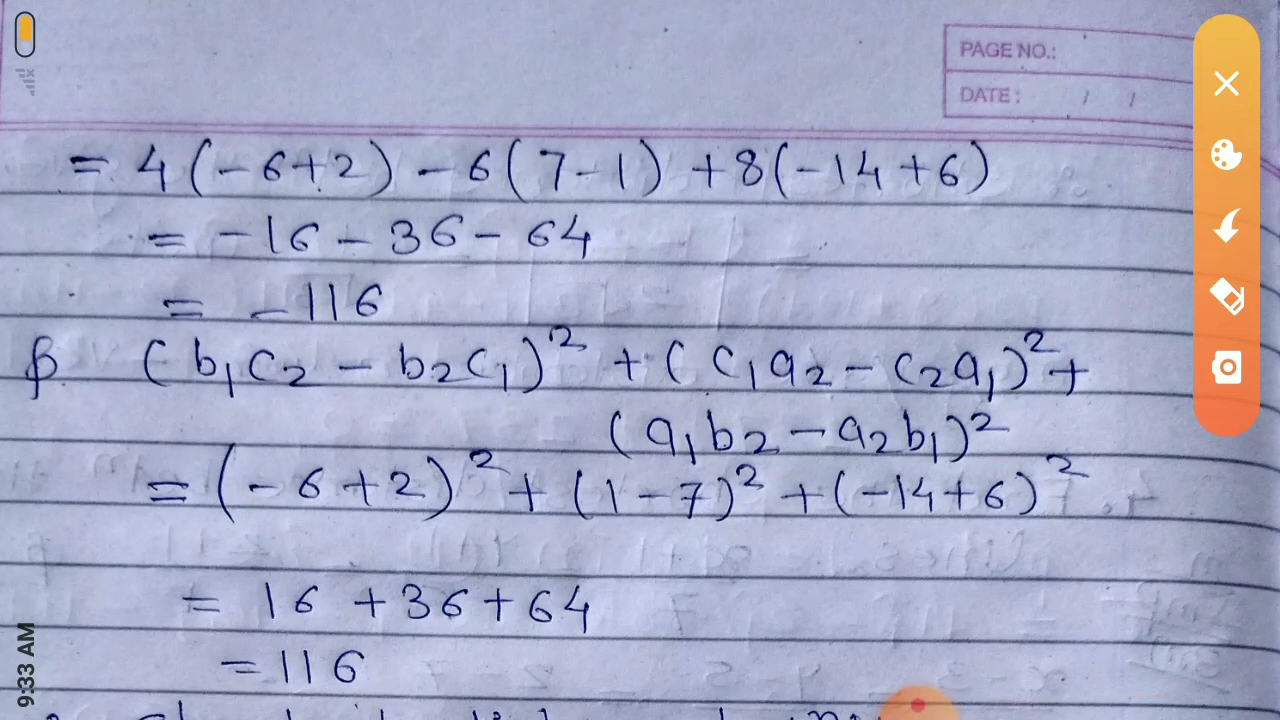 PAGE NO.:
DATE: / /
= 4(-6+2) - 6(7-1) +8(-14+6)
= -16 - 36 - 64
= -116
& (b₁c₂ - b₂c₁)² + (c₁a₂ - c₂a₁)² +
(a₁b₂ - a₂b₁)²
= (-6+2)² + (1-7)² + (-14+6)²
= 16 +36+64
= 116
9:33 AM